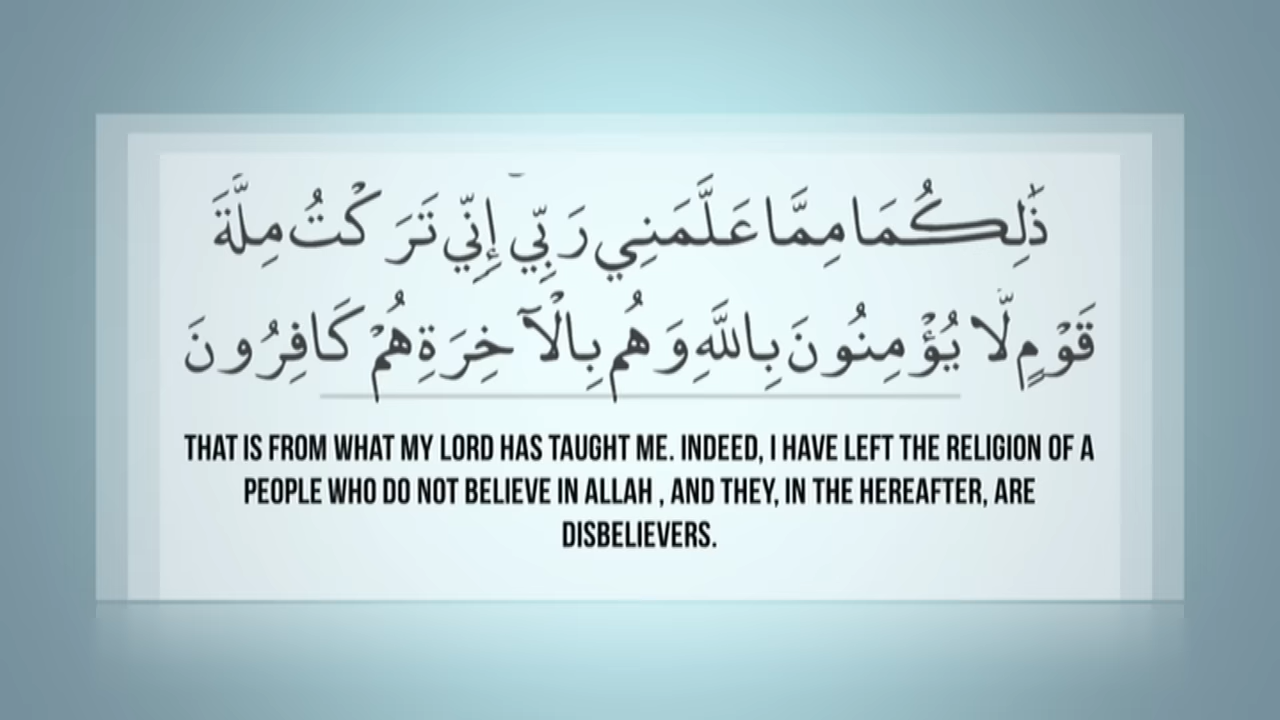 ذَٰلِكُمَا مِمَّا عَلَّمَنِي رَبِّي ۚ إِنِّي تَرَكْتُ مِلَّةَ
قَوْمٍ لَّا يُؤْمِنُونَ بِاللَّهِ وَهُم بِالْآخِرَةِ هُمْ كَافِرُونَ
THAT IS FROM WHAT MY LORD HAS TAUGHT ME. INDEED, I HAVE LEFT THE RELIGION OF A
PEOPLE WHO DO NOT BELIEVE IN ALLAH , AND THEY, IN THE HEREAFTER, ARE
DISBELIEVERS.